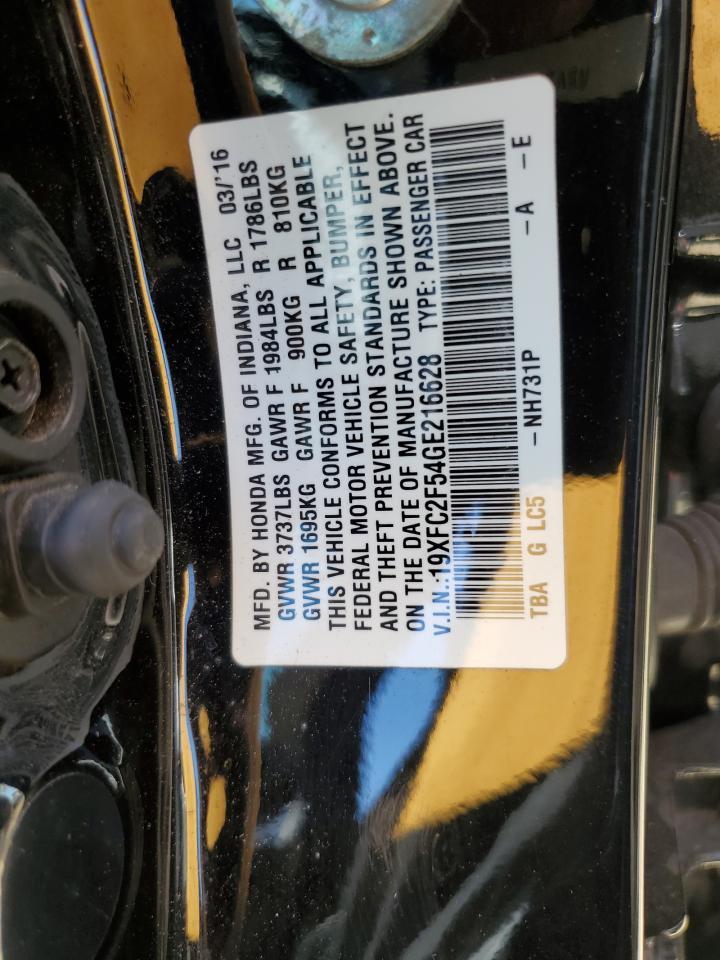 MFD. BY HONDA MFG. OF INDIANA, LLC 03/'16
GVWR 3737LBS GAWR F 1984LBS R 1786LBS
GVWR 1695KG GAWR F 900KG R 810KG
THIS VEHICLE CONFORMS TO ALL APPLICABLE
FEDERAL MOTOR VEHICLE SAFETY, BUMPER,
AND THEFT PREVENTION STANDARDS IN EFFECT
ON THE DATE OF MANUFACTURE SHOWN ABOVE.
V.I.N.:19XFC2F54GE216628 TYPE: PASSENGER CAR
TBA G LC5 -NH731P -A -E